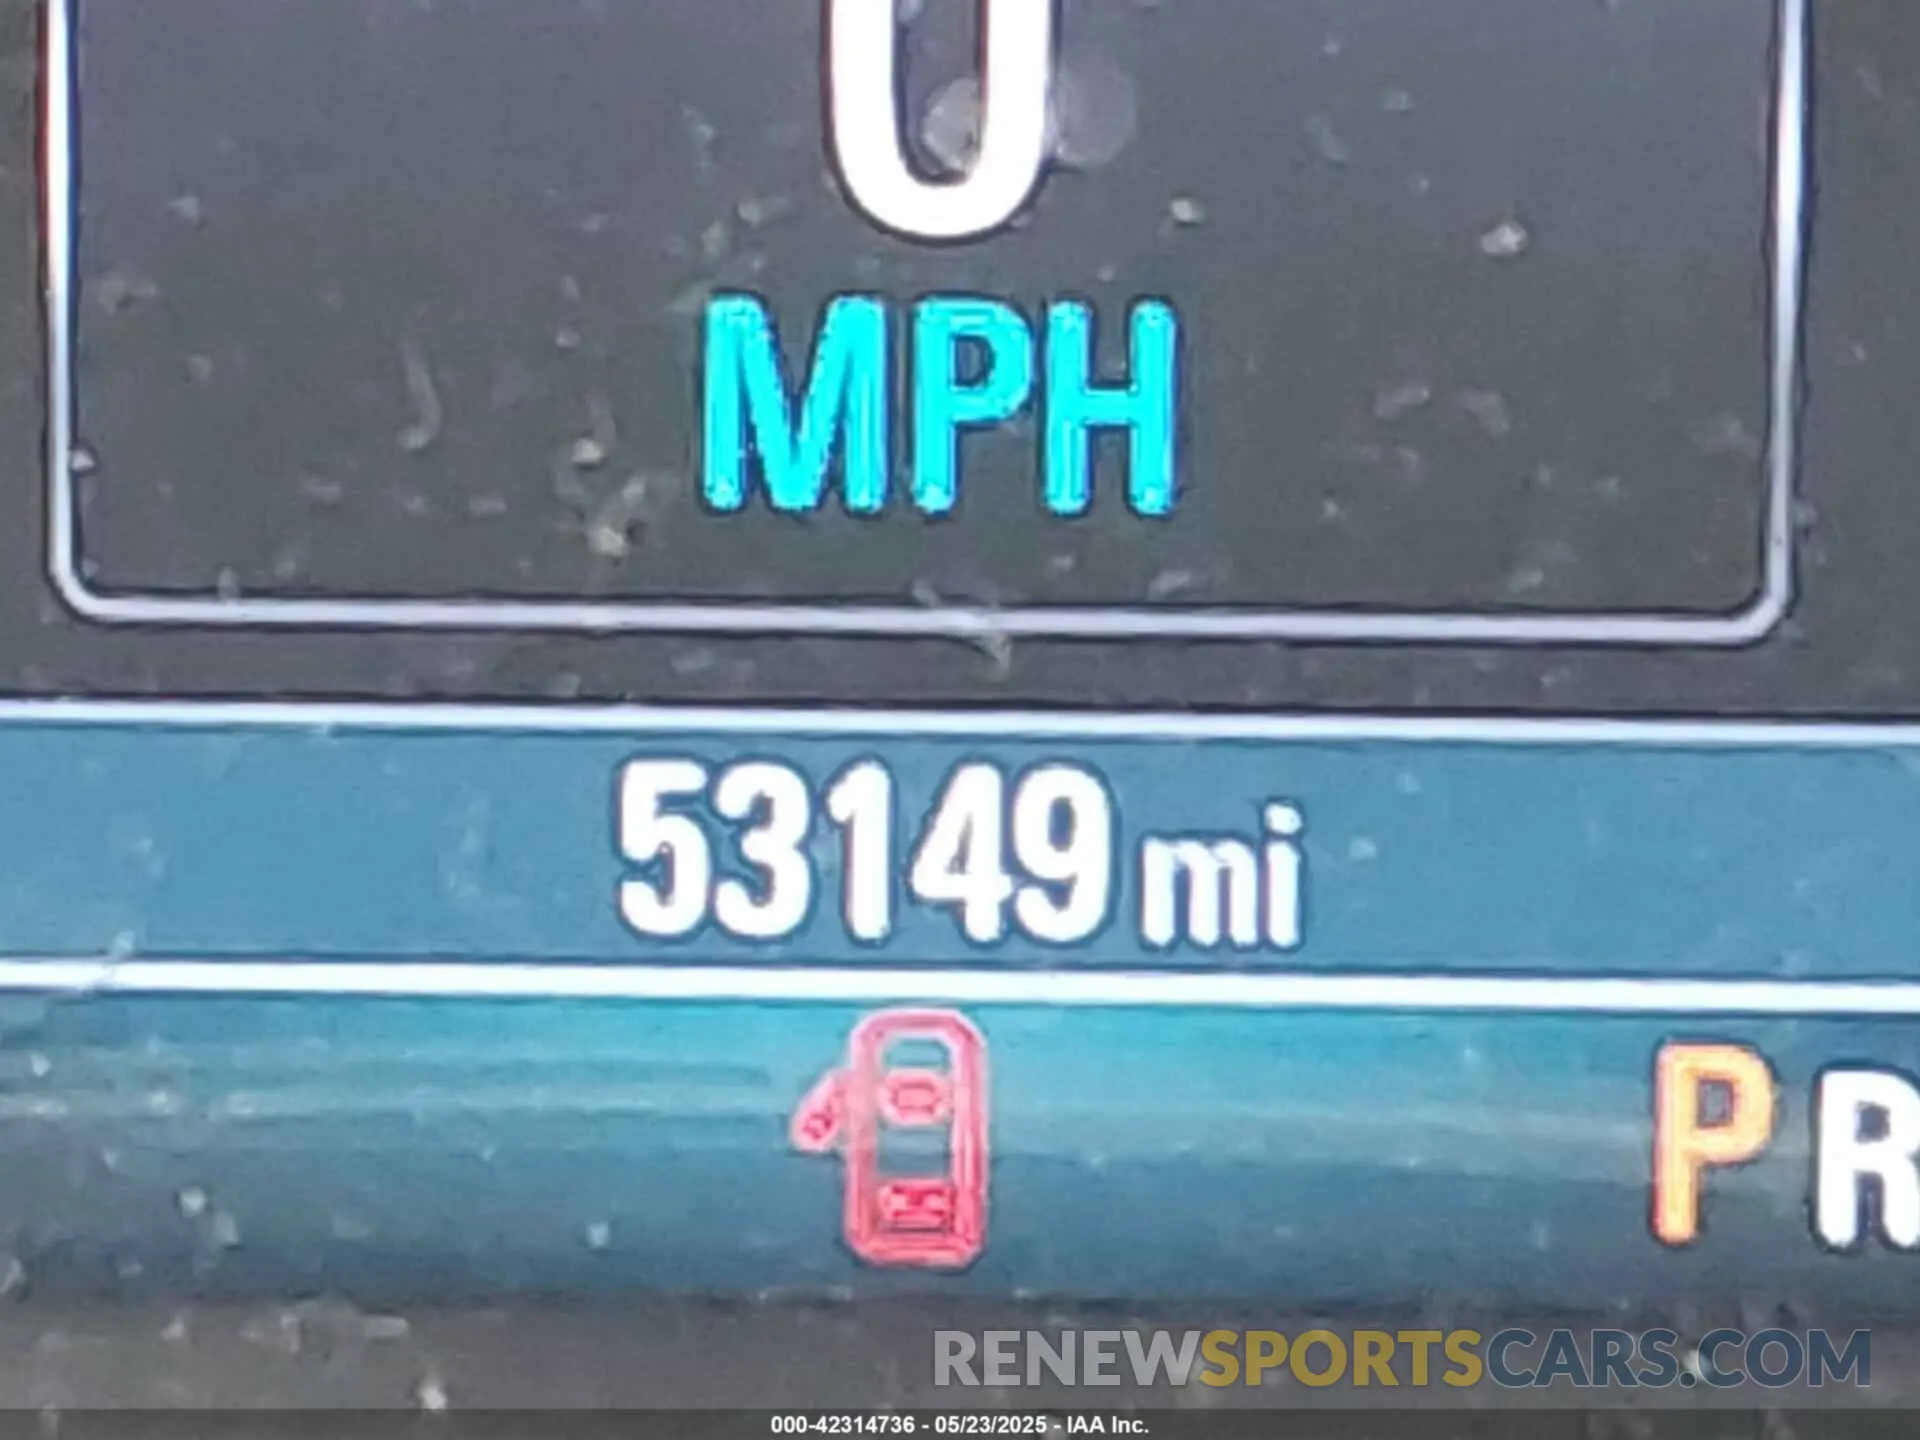 0
MPH
53149 mi
P R
RENEWSPORTSCARS.COM
000-42314736 - 05/23/2025 - IAA Inc.